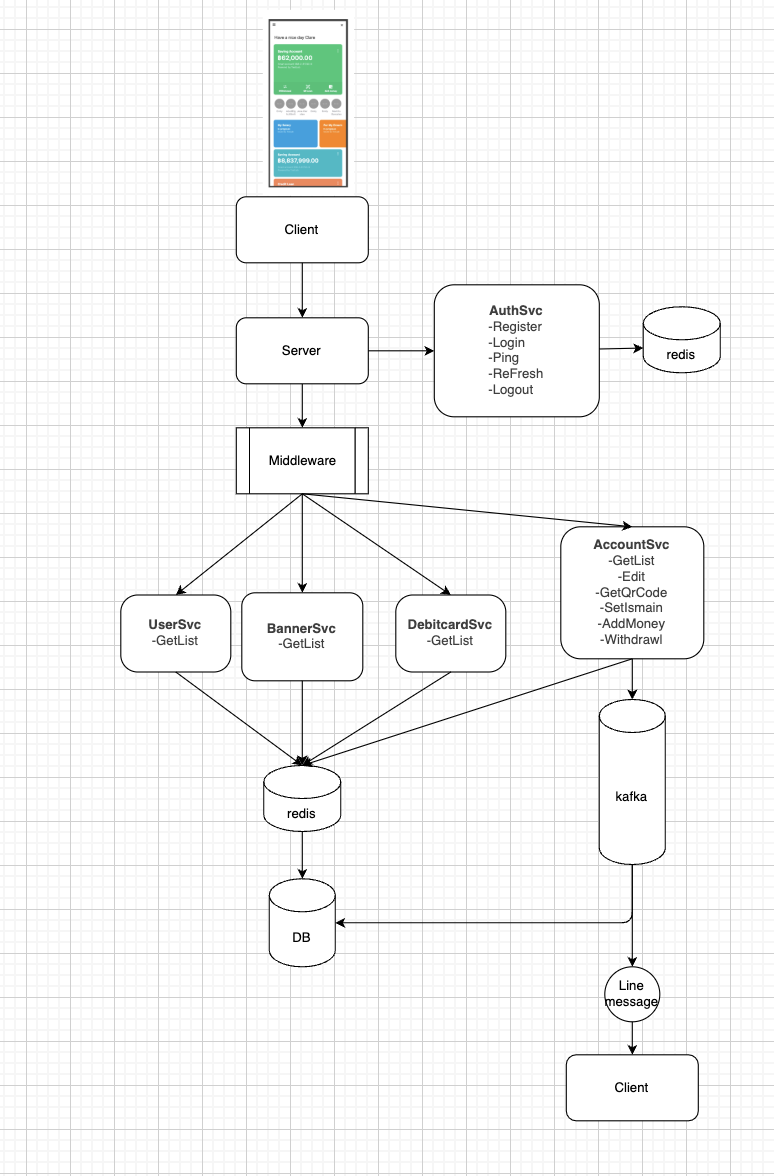 Have a nice day Clare
Saving Account
฿62,000.00
Saving Account
฿8,837,999.00
Client
Server
AuthSvc
-Register
-Login
-Ping
-ReFresh
-Logout
redis
Middleware
UserSvc
-GetList
BannerSvc
-GetList
DebitcardSvc
-GetList
AccountSvc
-GetList
-Edit
-GetQrCode
-SetIsmain
-AddMoney
-Withdrawl
redis
kafka
DB
Line
message
Client